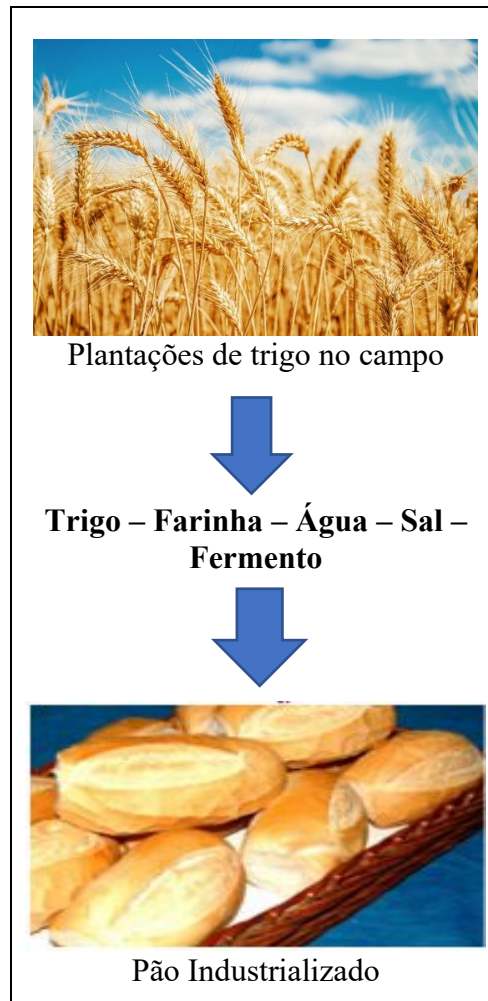 Plantações de trigo no campo
Trigo – Farinha – Água – Sal –
Fermento
Pão Industrializado